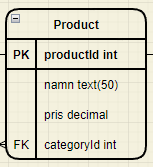 Product
PK productId int
namn text(50)
pris decimal
FK categoryId int